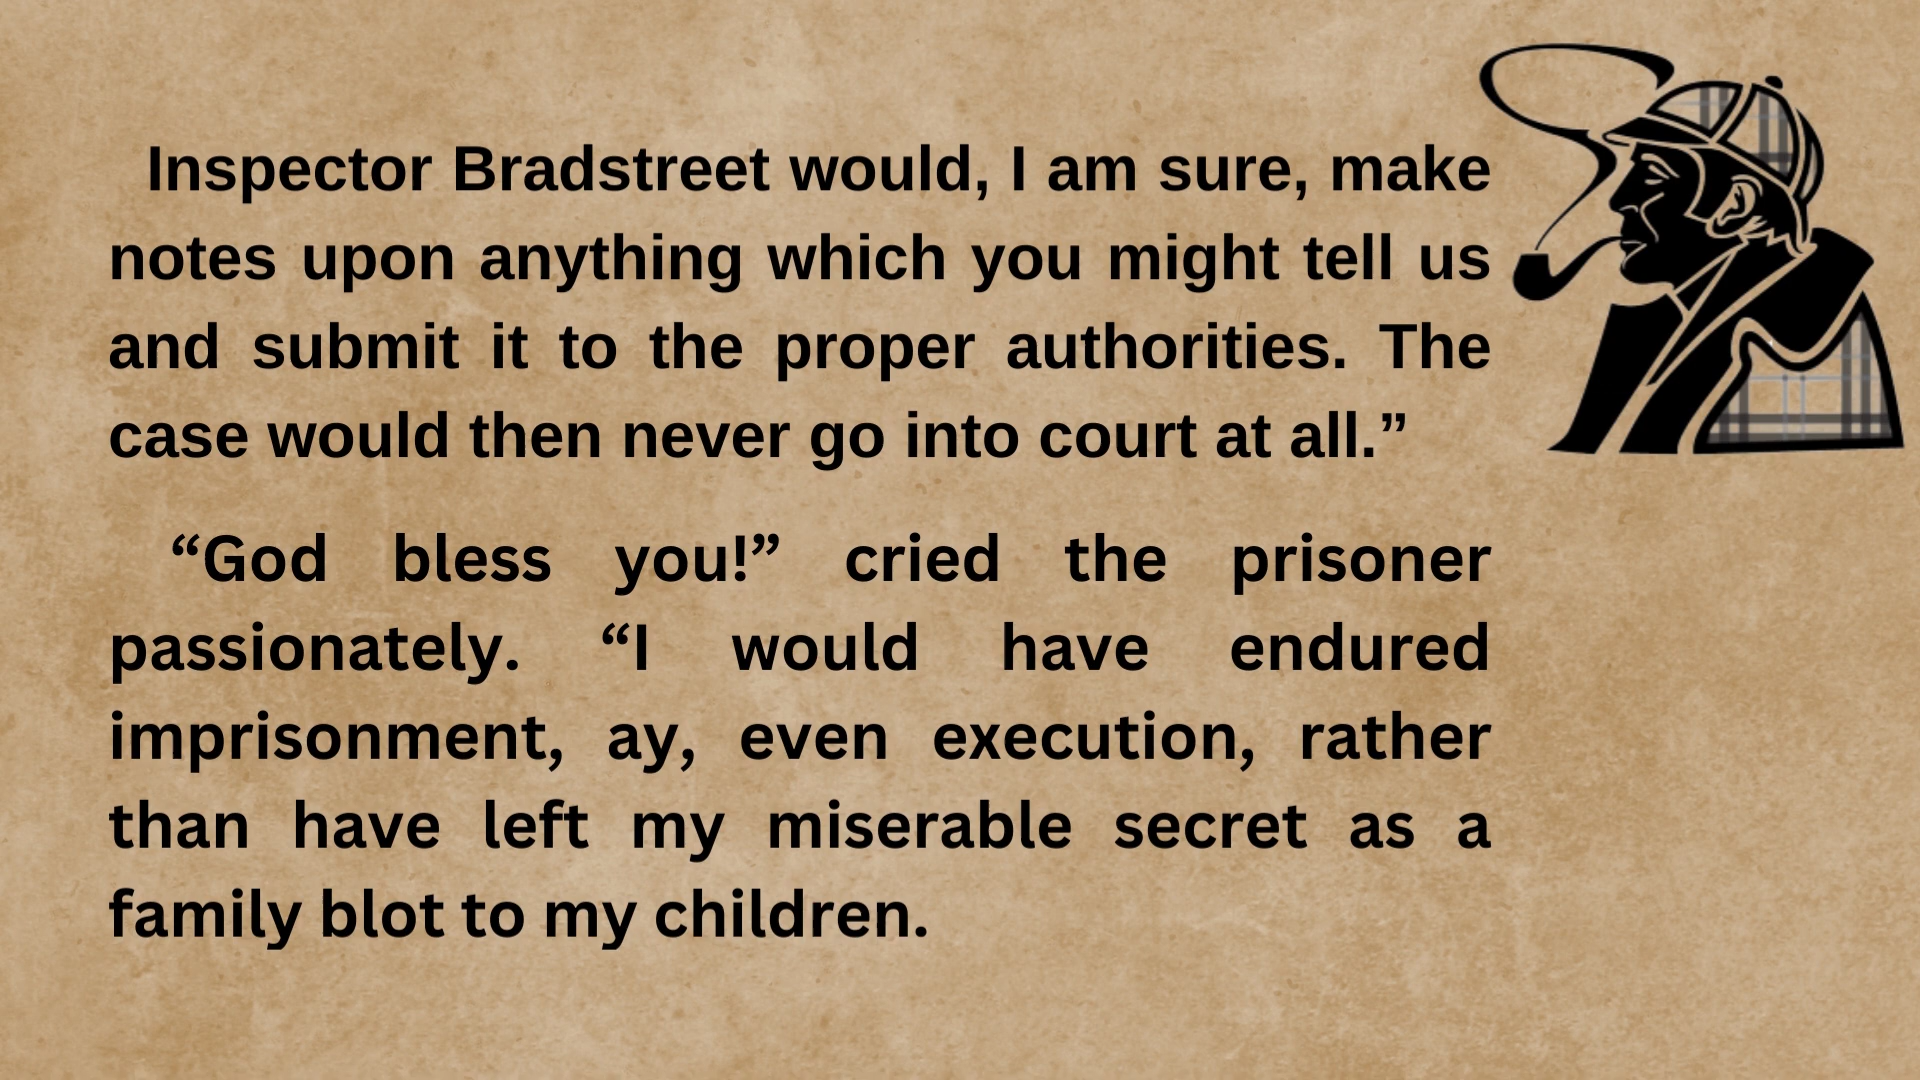 Inspector Bradstreet would, I am sure, make
notes upon anything which you might tell us
and submit it to the proper authorities. The
case would then never go into court at all.”
“God bless you!” cried the prisoner
passionately. “I would have endured
imprisonment, ay, even execution, rather
than have left my miserable secret as a
family blot to my children.